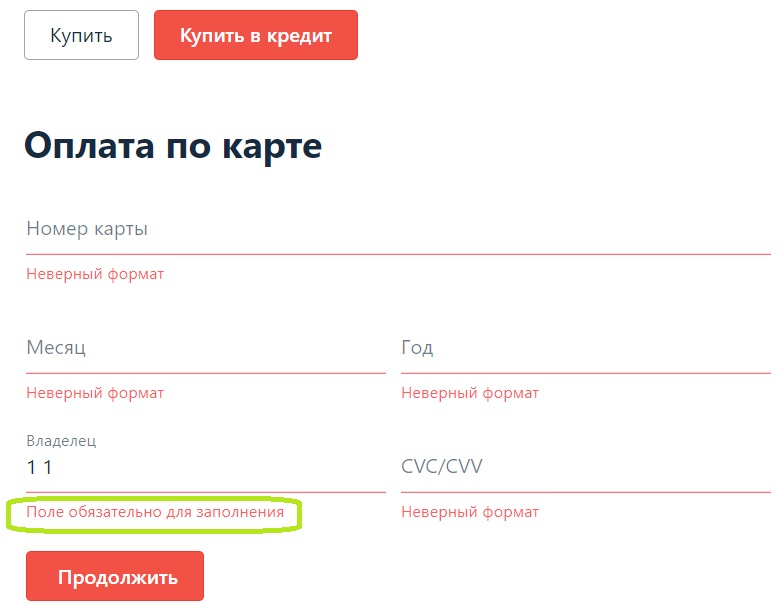 Купить
Купить в кредит
Оплата по карте
Номер карты
Неверный формат
Месяц
Год
Неверный формат
Неверный формат
Владелец
1 1
CVC/CVV
Поле обязательно для заполнения
Неверный формат
Продолжить